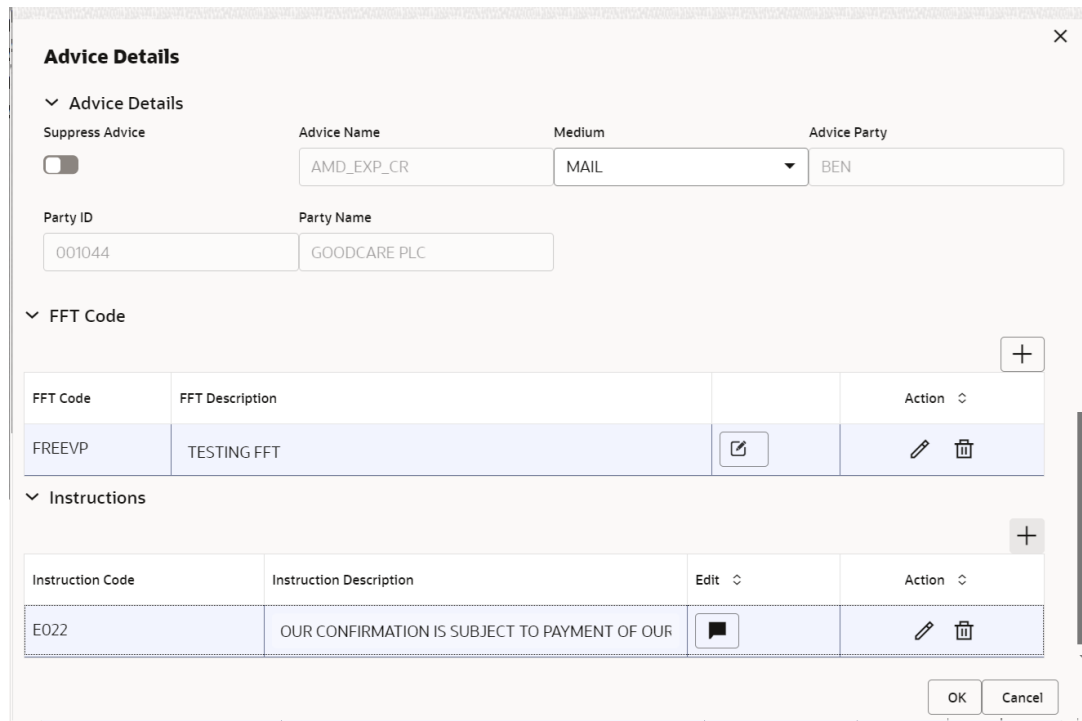 Advice Details
Advice Details
Suppress Advice Advice Name Medium Advice Party
AMD_EXP_CR MAIL BEN
Party ID Party Name
001044 GOODCARE PLC
FFT Code
FFT Code FFT Description Action
FREEVP TESTING FFT
Instructions
Instruction Code Instruction Description Edit Action
E022 OUR CONFIRMATION IS SUBJECT TO PAYMENT OF OUR
OK Cancel